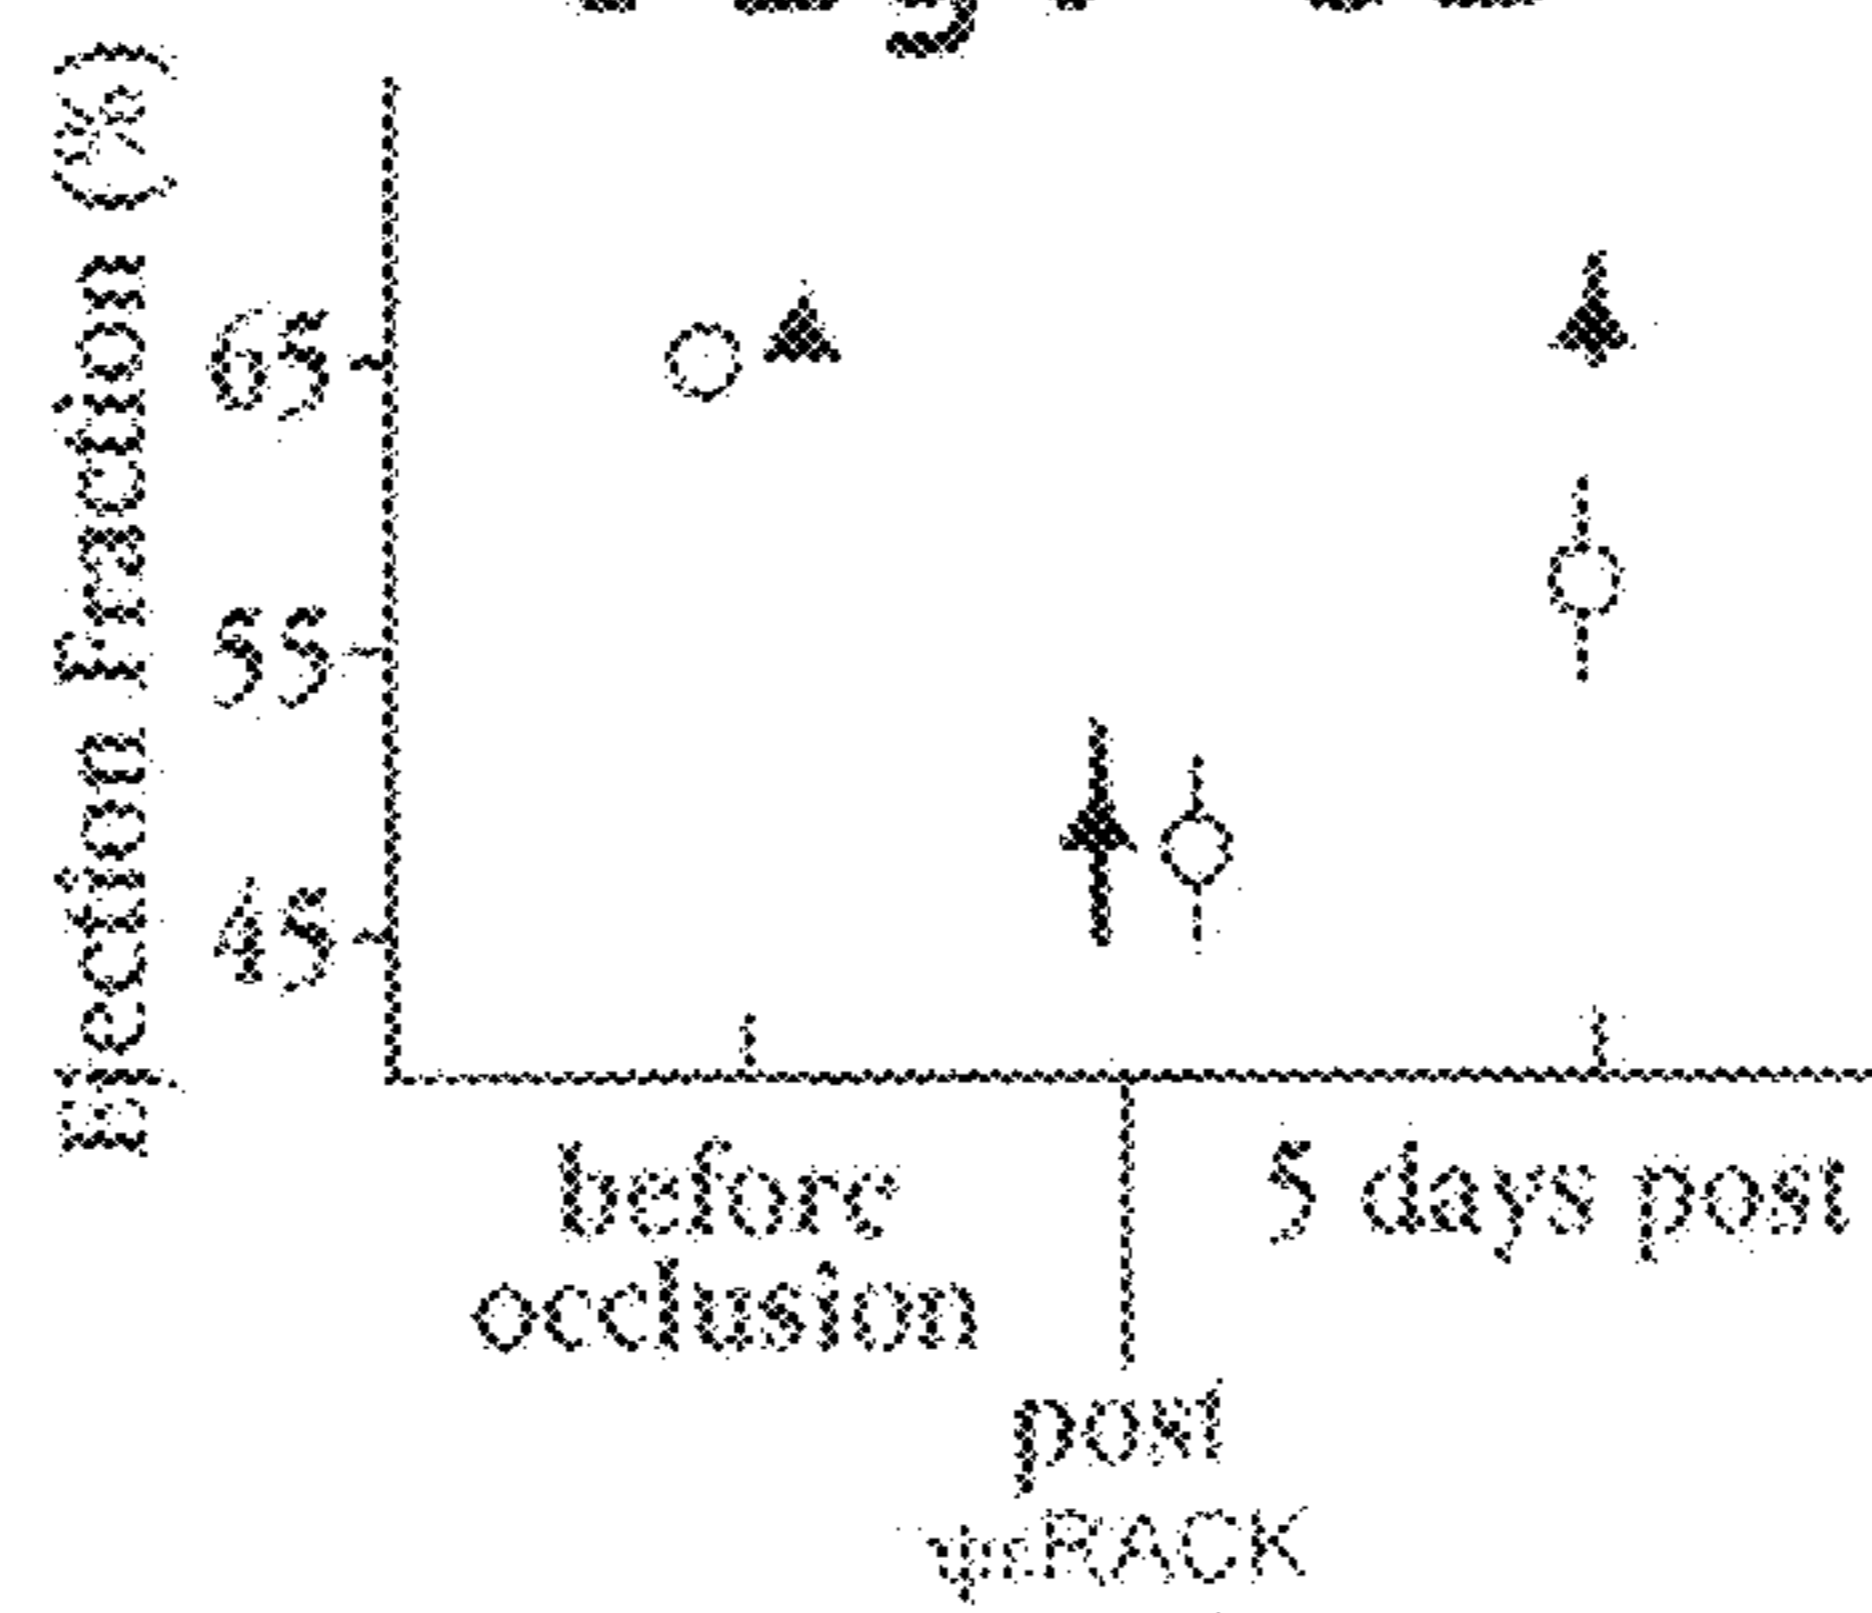 Ejection Fraction (%)
65
55
45
before
occlusion
5 days post
post
ψεRACK